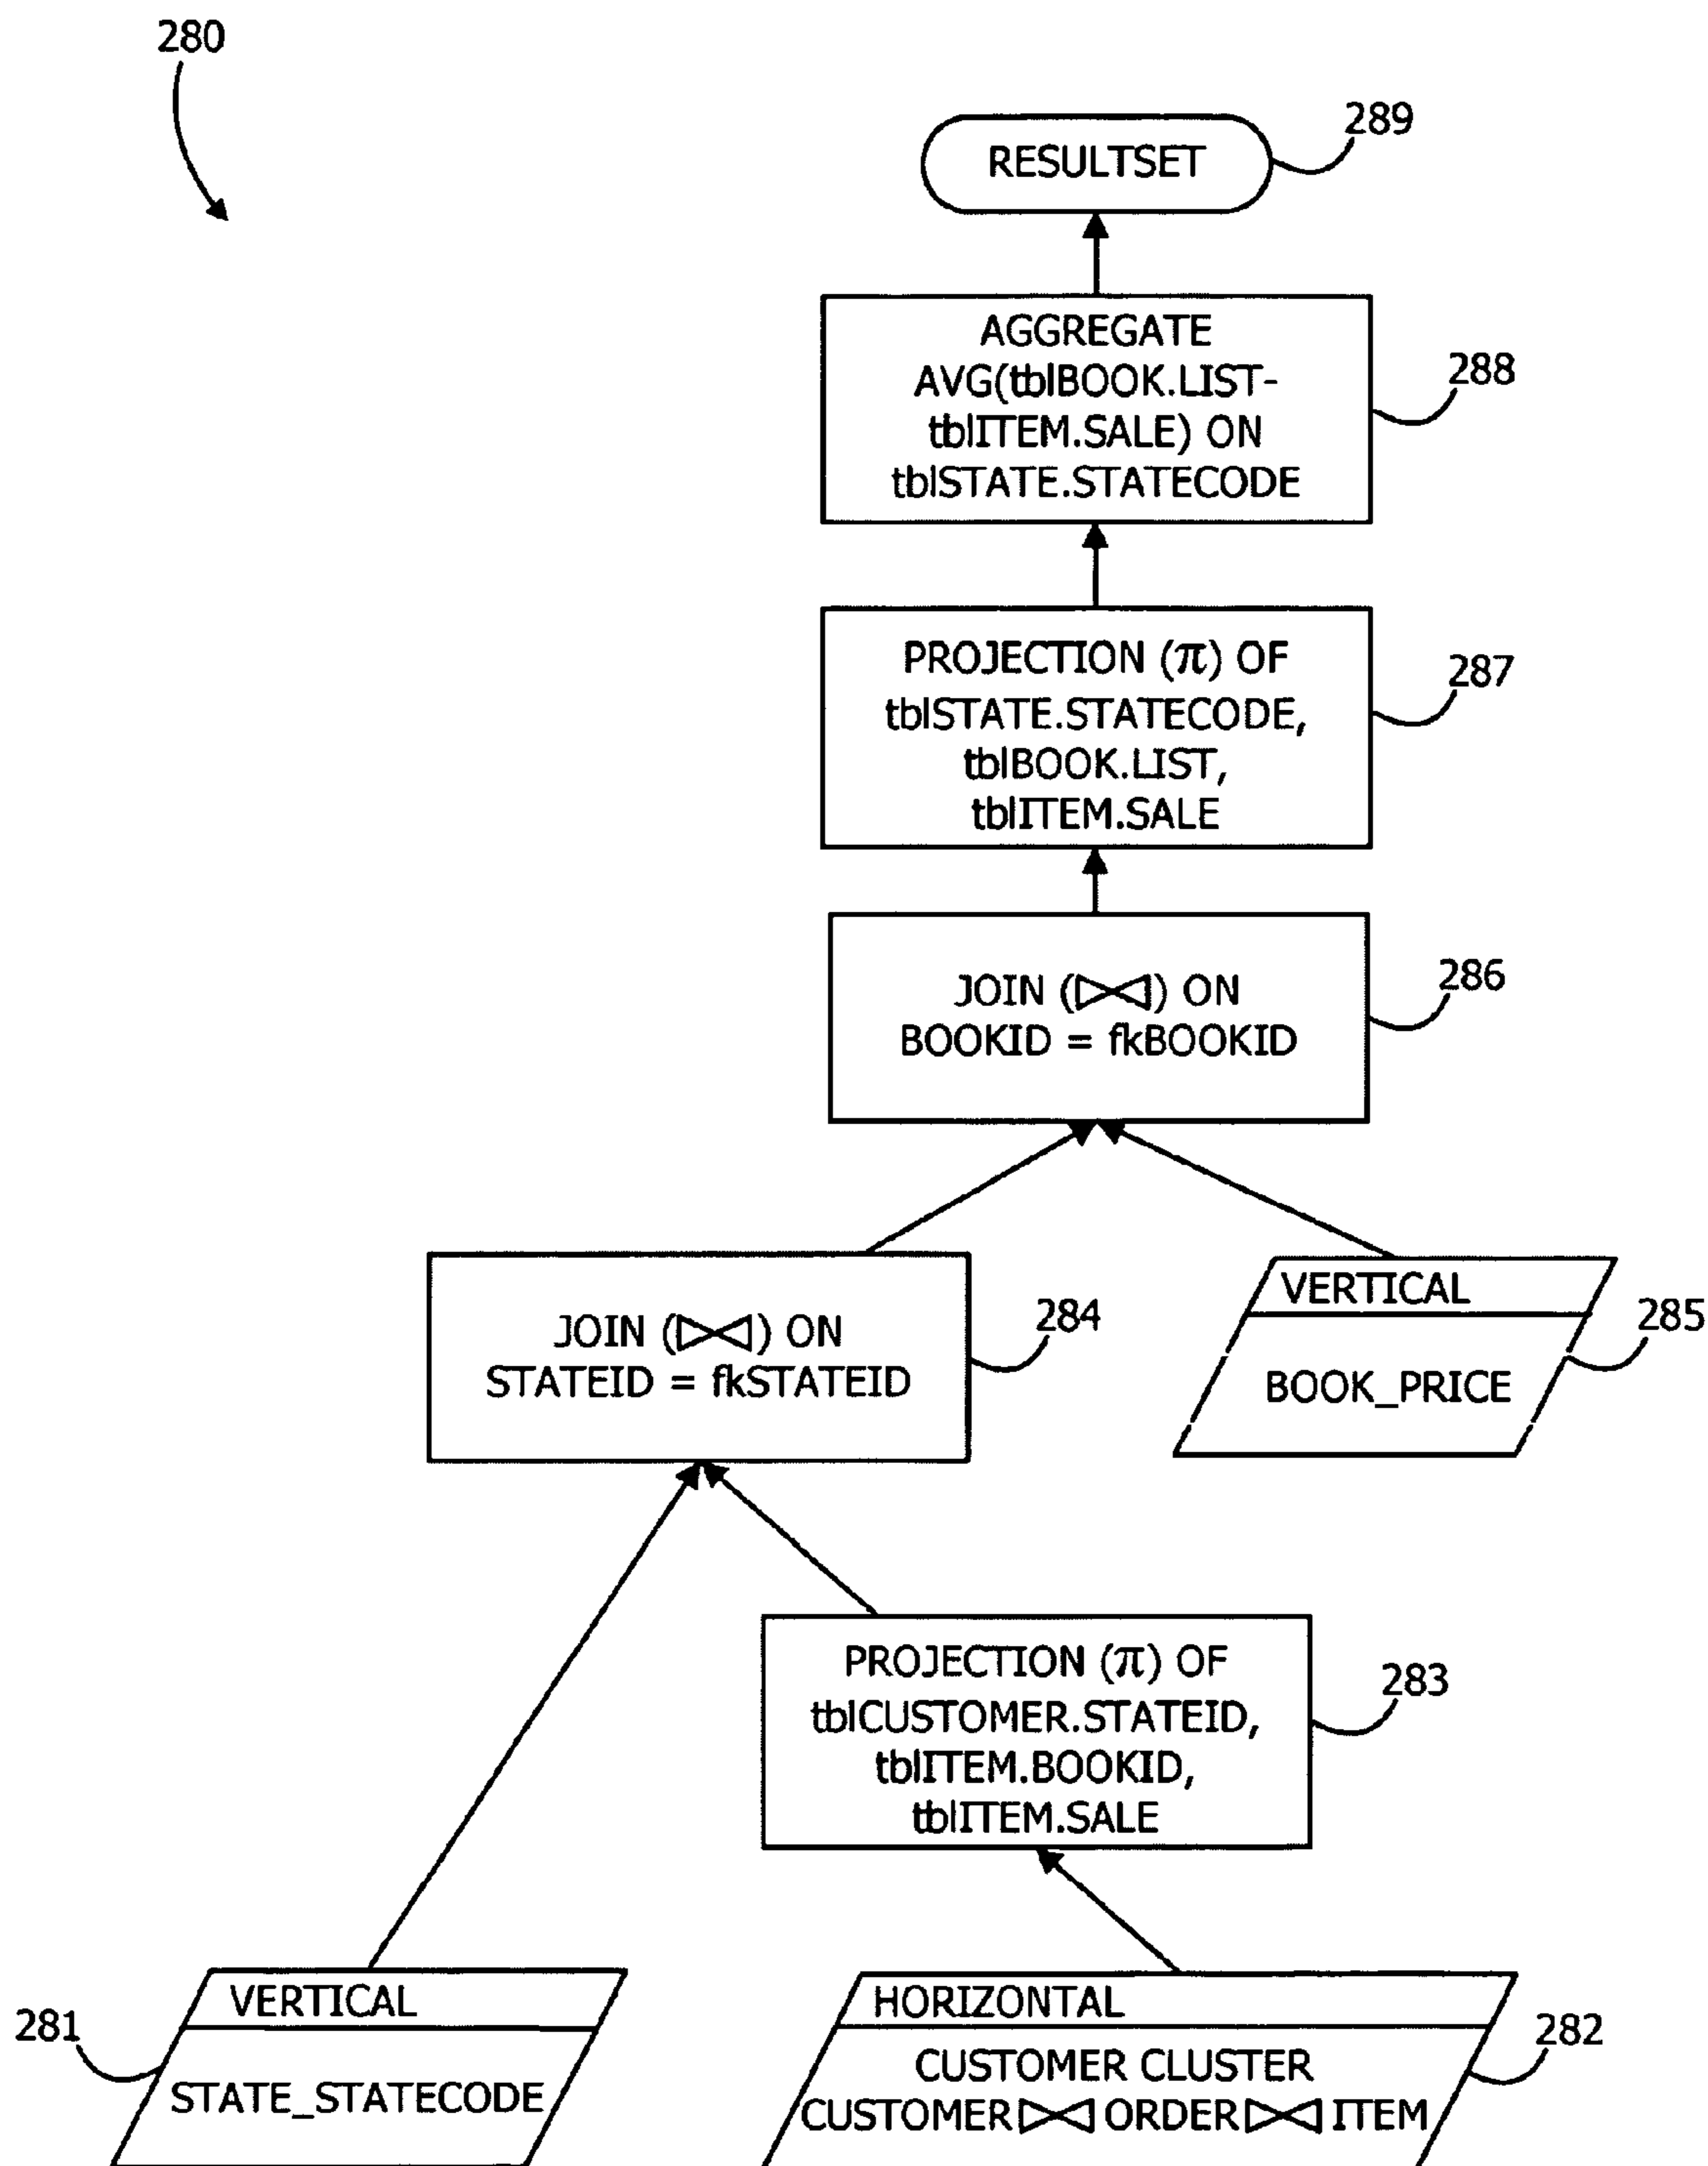 280
289
RESULTSET
AGGREGATE
AVG(tblBOOK.LIST-
tblITEM.SALE) ON
tblSTATE.STATECODE
288
PROJECTION (π) OF
tblSTATE.STATECODE,
tblBOOK.LIST,
tblITEM.SALE
287
JOIN (⋈) ON
BOOKID = fkBOOKID
286
JOIN (⋈) ON
STATEID = fkSTATEID
284
VERTICAL
BOOK_PRICE
285
PROJECTION (π) OF
tblCUSTOMER.STATEID,
tblITEM.BOOKID,
tblITEM.SALE
283
281
VERTICAL
STATE_STATECODE
HORIZONTAL
CUSTOMER CLUSTER
CUSTOMER⋈ORDER⋈ITEM
282